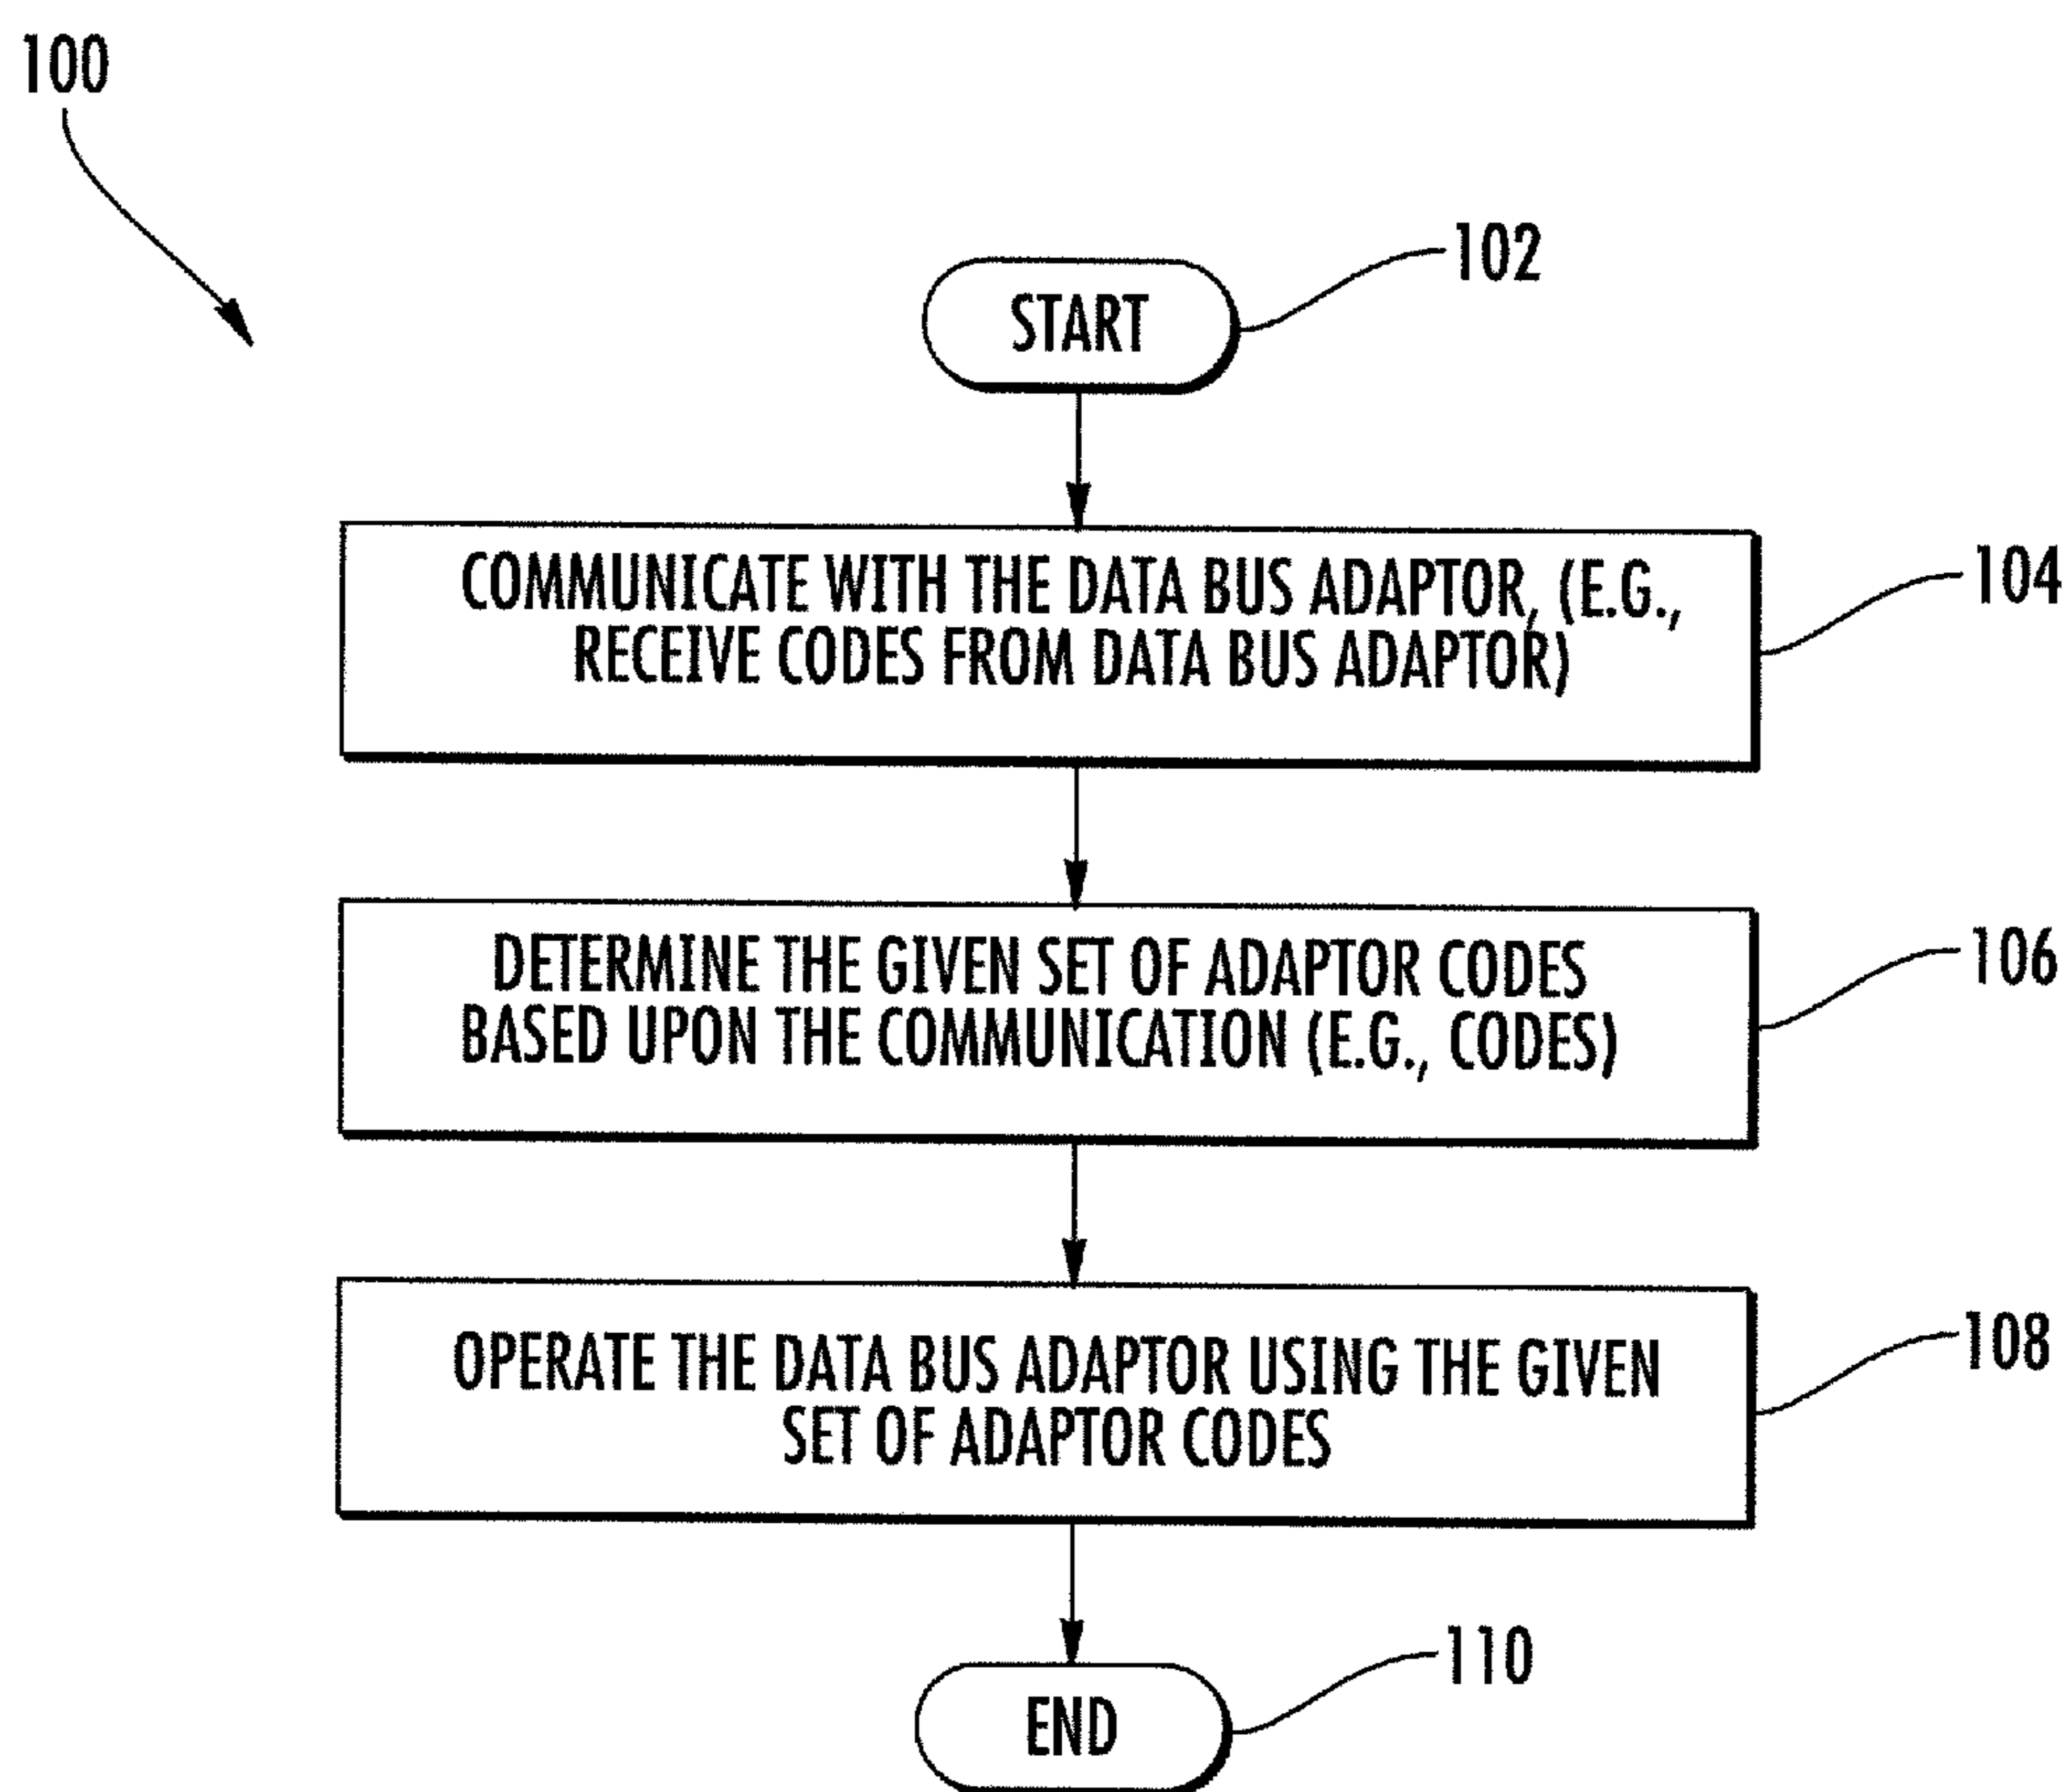 100
102
START
COMMUNICATE WITH THE DATA BUS ADAPTOR, (E.G.,
RECEIVE CODES FROM DATA BUS ADAPTOR)
104
DETERMINE THE GIVEN SET OF ADAPTOR CODES
BASED UPON THE COMMUNICATION (E.G., CODES)
106
OPERATE THE DATA BUS ADAPTOR USING THE GIVEN
SET OF ADAPTOR CODES
108
110
END